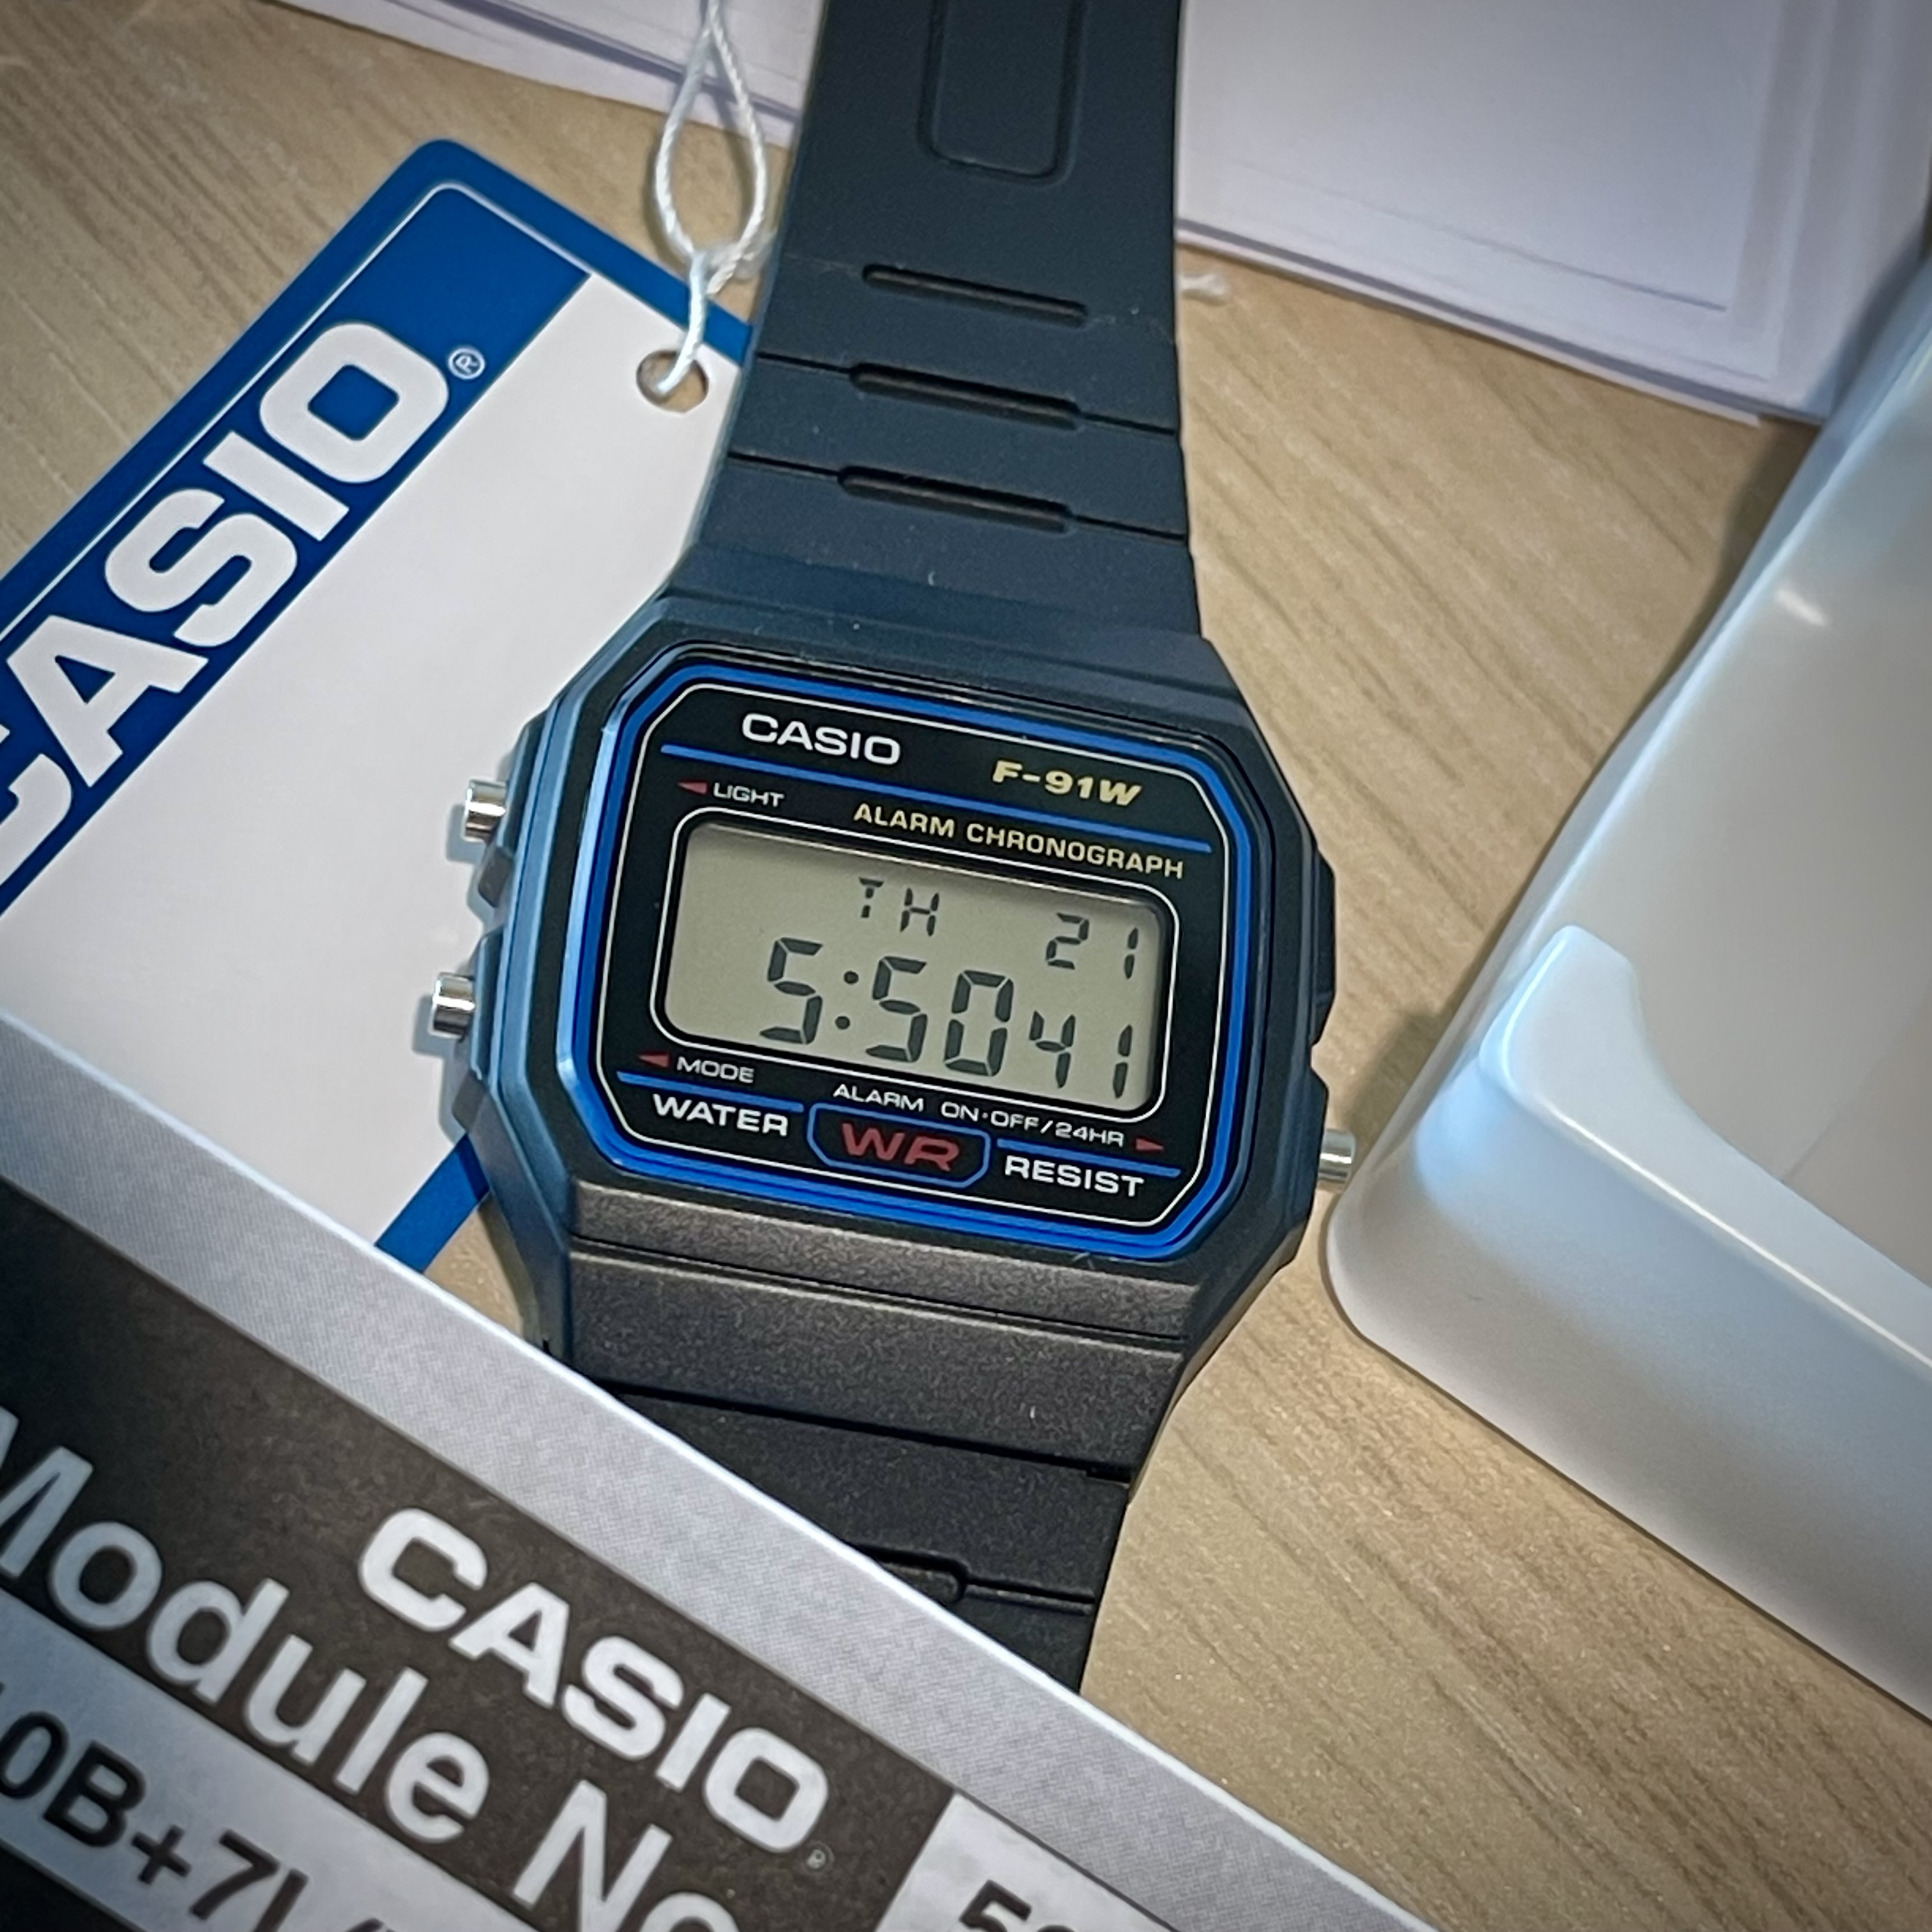 CASIO®
CASIO F-91W
LIGHT
ALARM CHRONOGRAPH
TH 21
5:50 41
MODE
ALARM ON·OFF/24HR
WATER WR RESIST
CASIO®
Module No